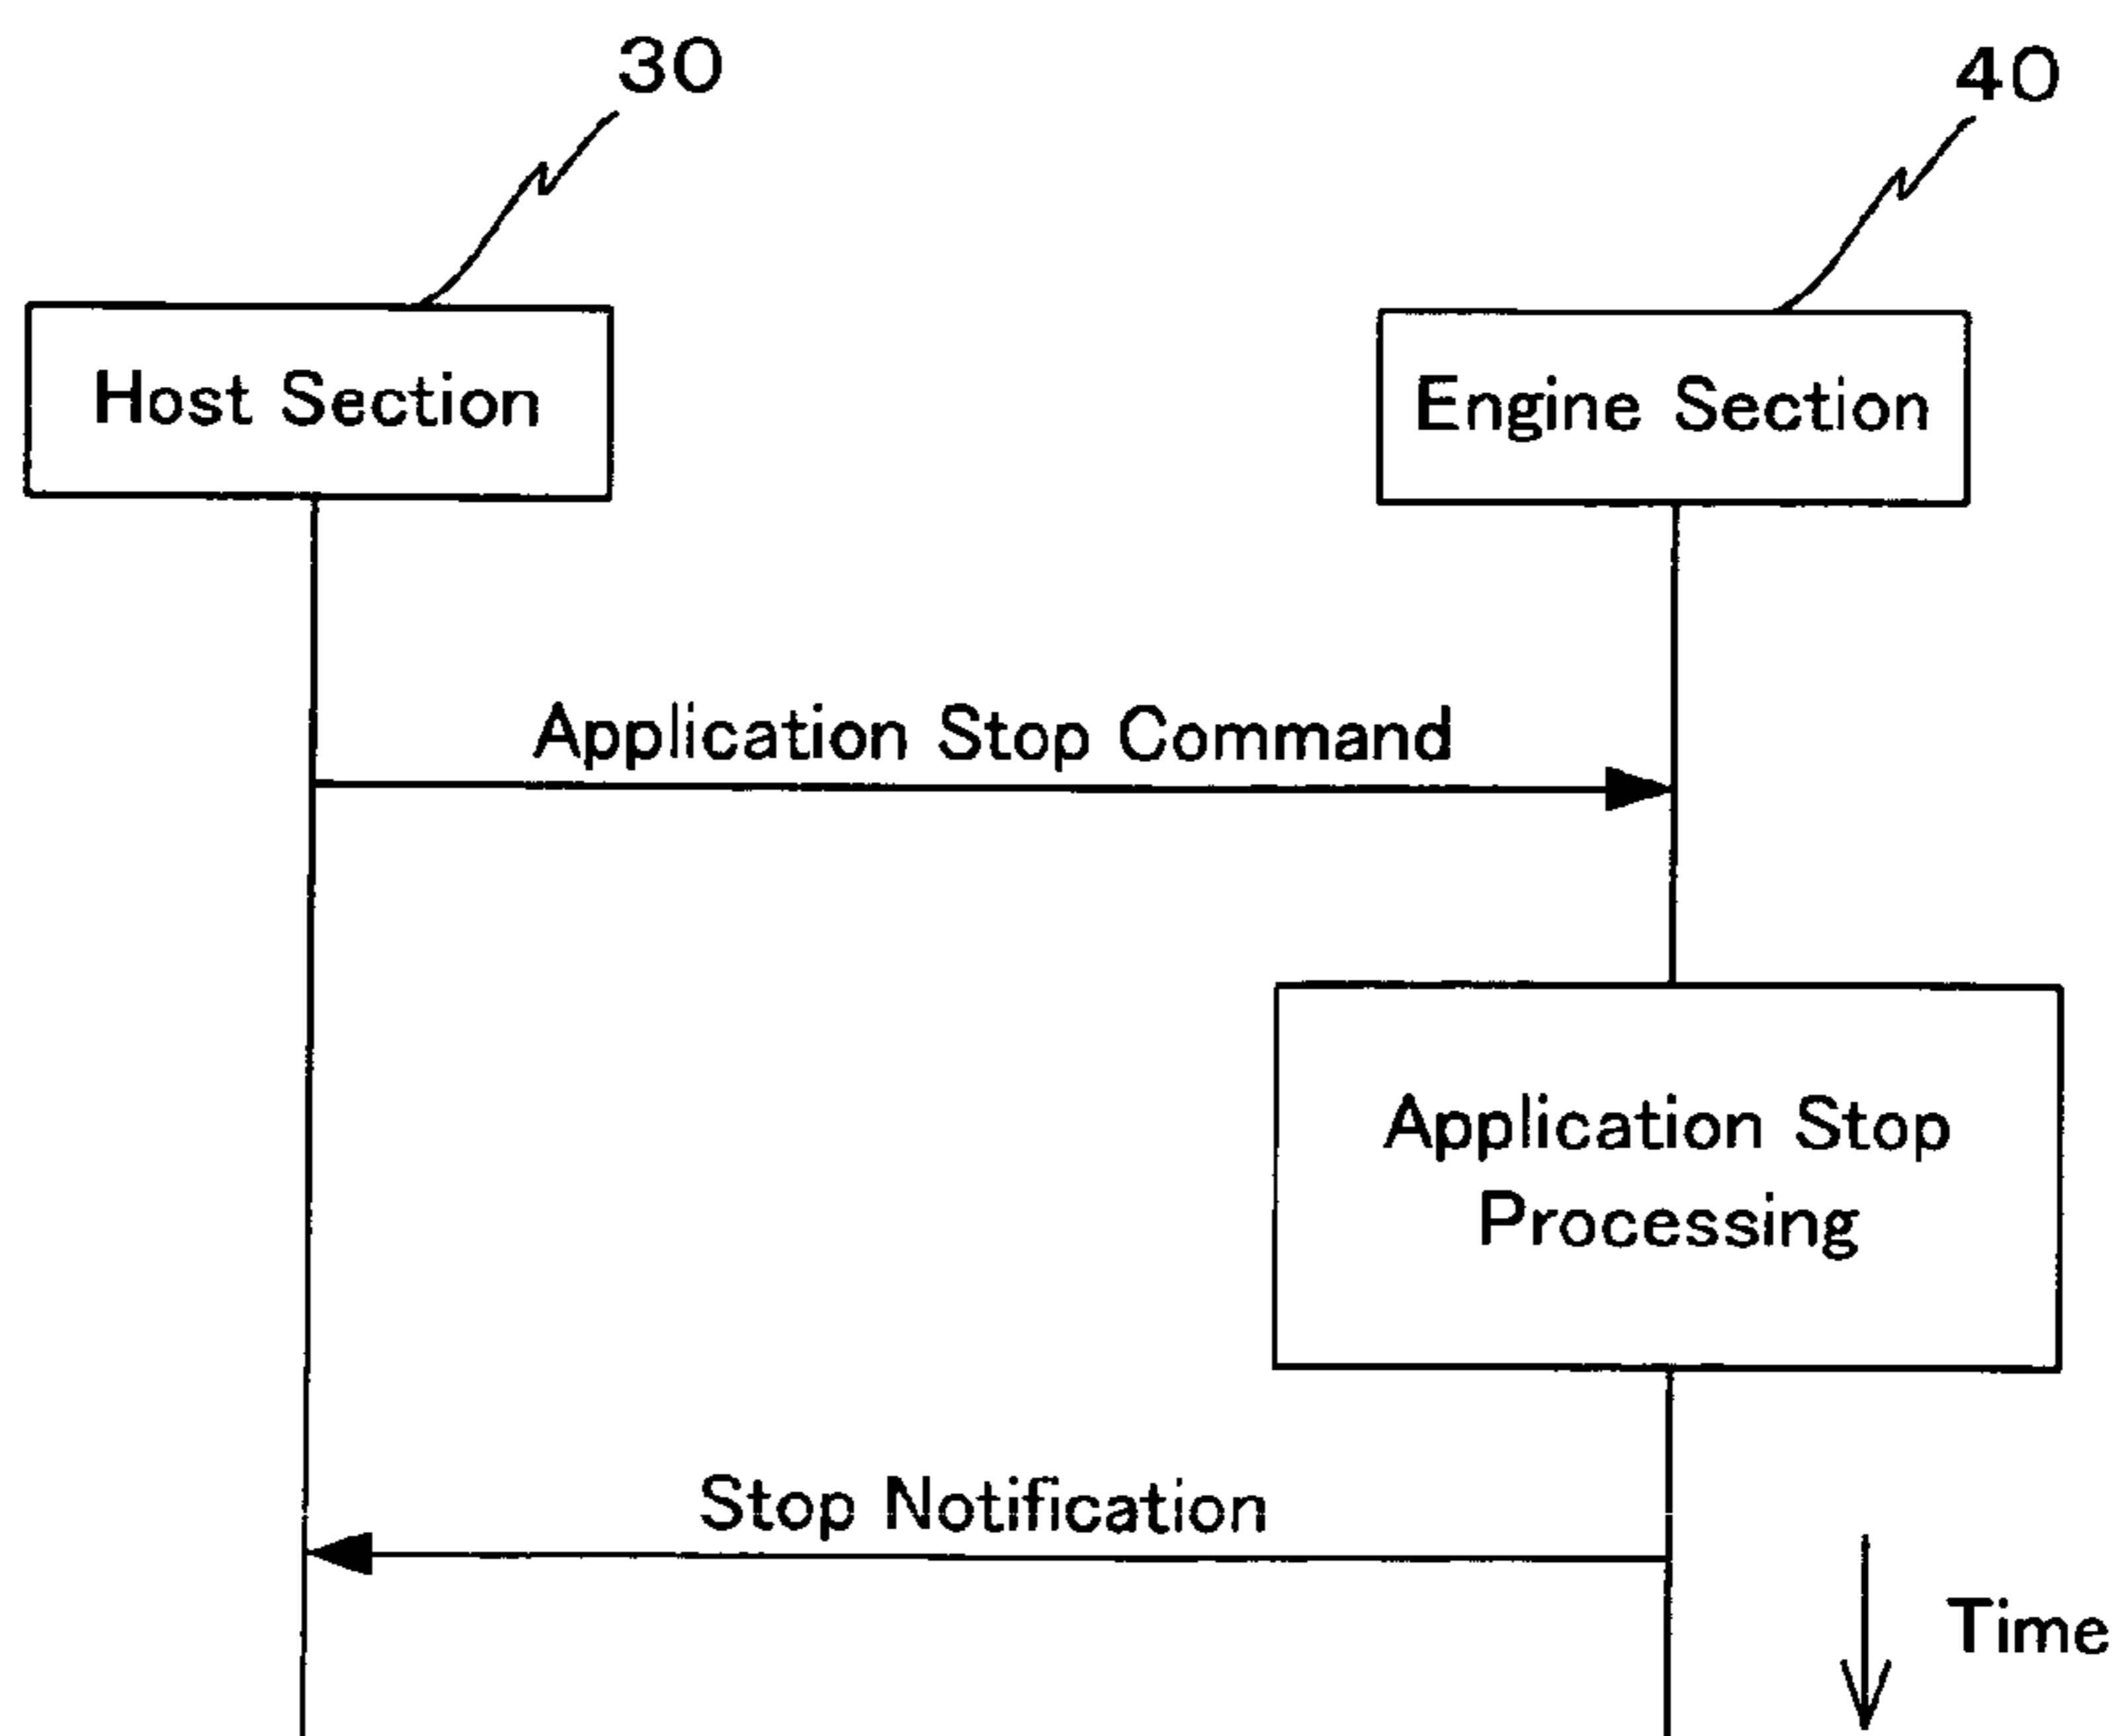 30
40
Host Section
Engine Section
Application Stop Command
Application Stop
Processing
Stop Notification
Time